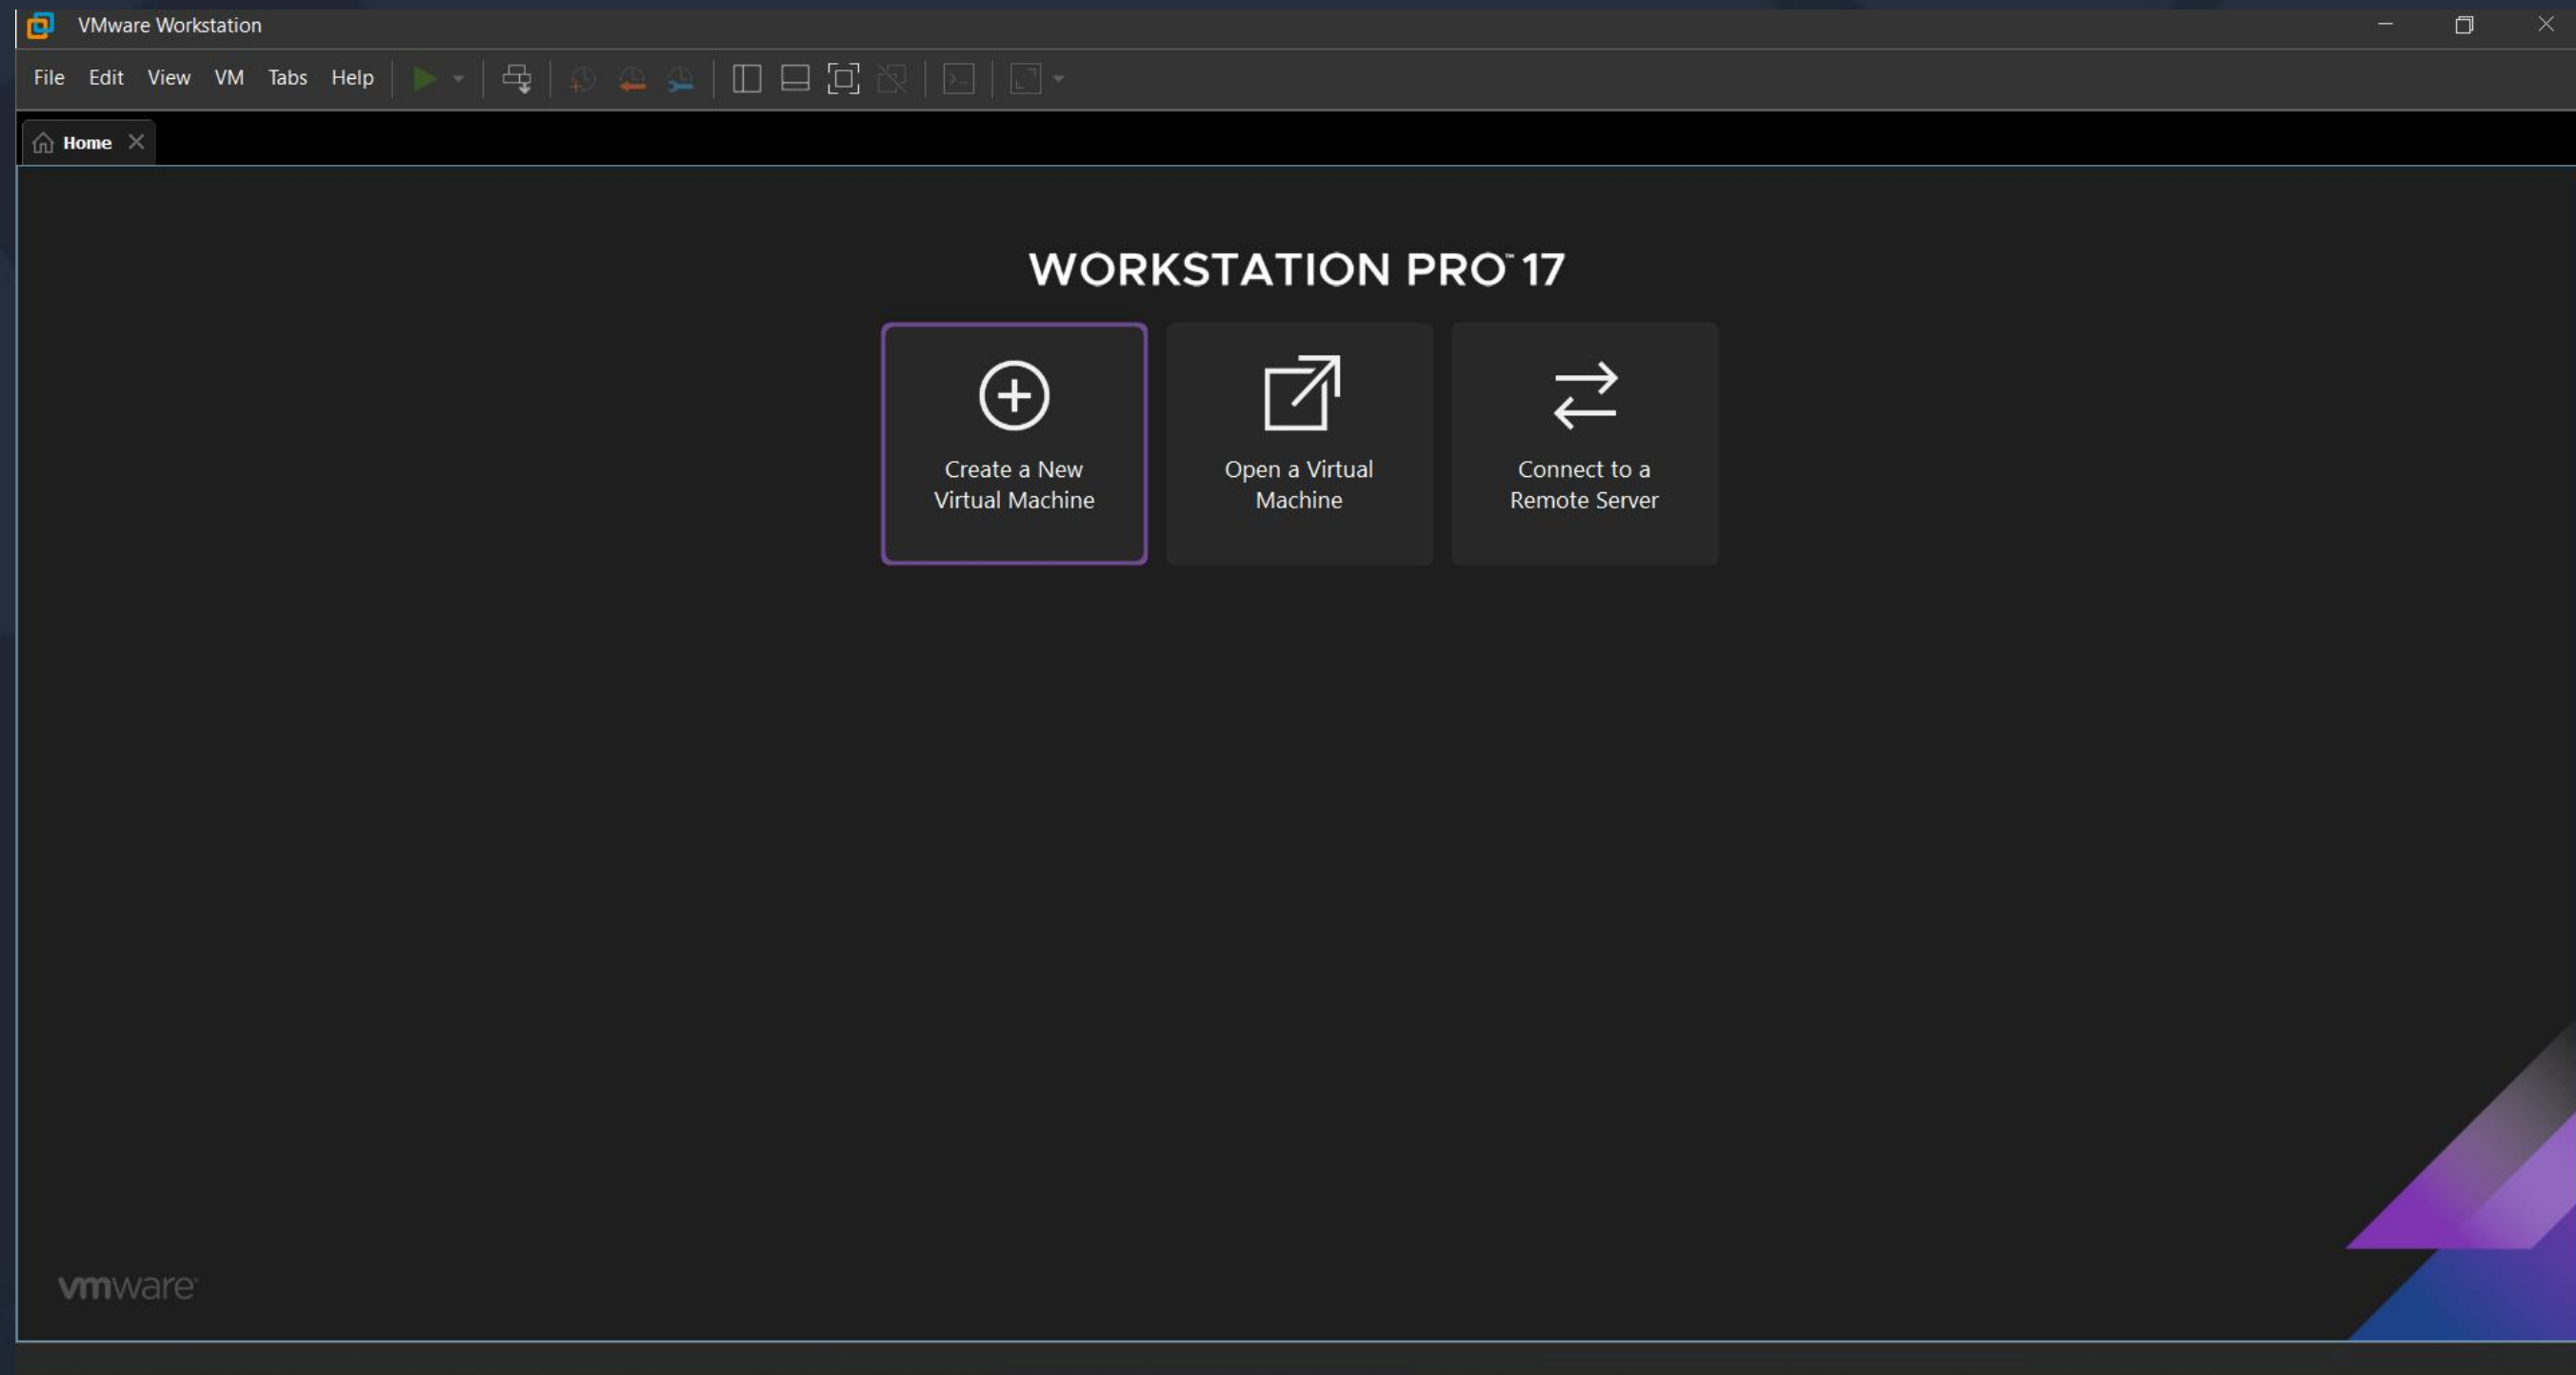 VMware Workstation
File Edit View VM Tabs Help
Home
WORKSTATION PRO™ 17
Create a New
Virtual Machine
Open a Virtual
Machine
Connect to a
Remote Server
vmware®